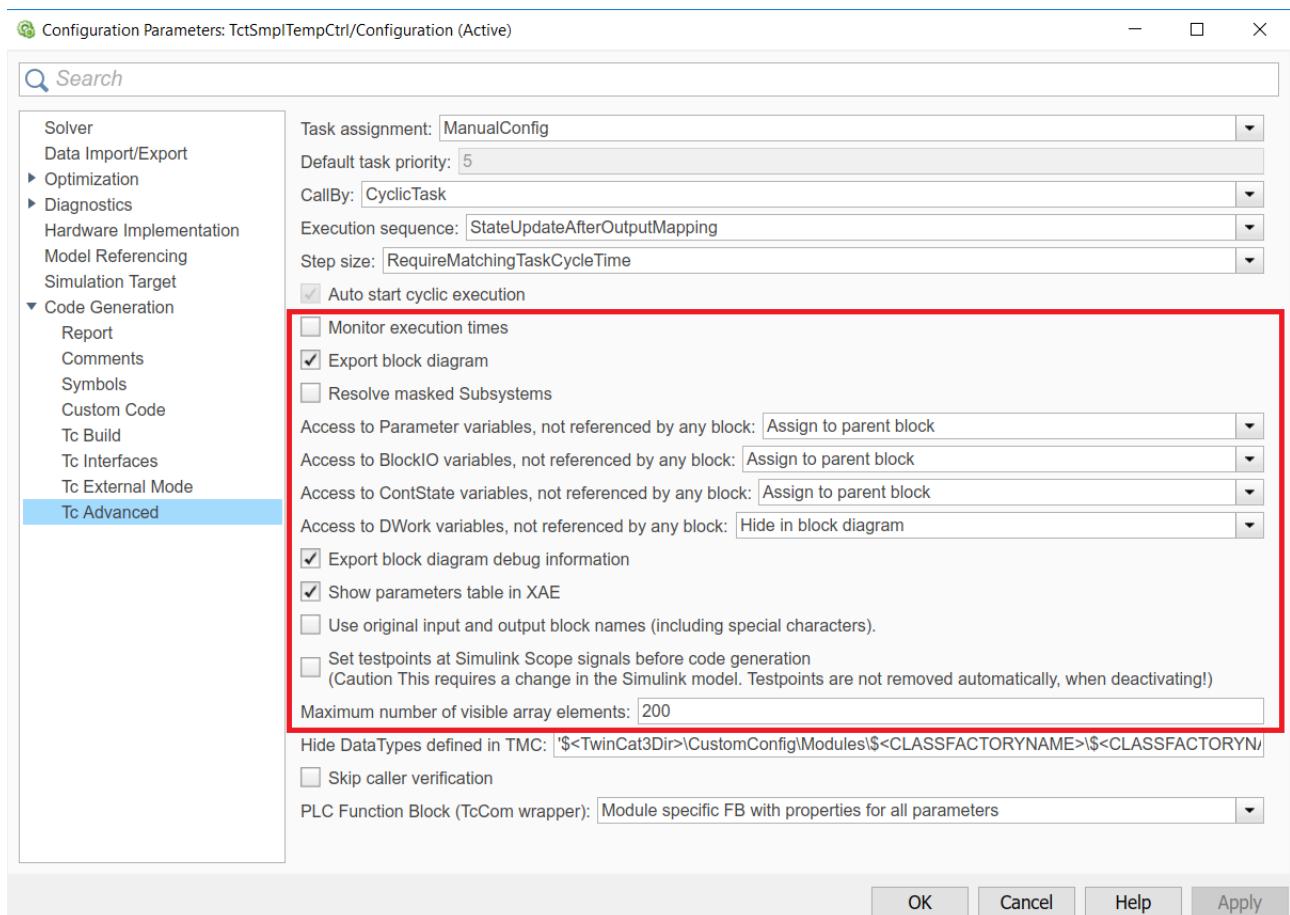 Configuration Parameters: TctSmplTempCtrl/Configuration (Active)
Search
Solver
Data Import/Export
Optimization
Diagnostics
Hardware Implementation
Model Referencing
Simulation Target
Code Generation
Report
Comments
Symbols
Custom Code
Tc Build
Tc Interfaces
Tc External Mode
Tc Advanced
Task assignment: ManualConfig
Default task priority: 5
CallBy: CyclicTask
Execution sequence: StateUpdateAfterOutputMapping
Step size: RequireMatchingTaskCycleTime
Auto start cyclic execution
Monitor execution times
Export block diagram
Resolve masked Subsystems
Access to Parameter variables, not referenced by any block: Assign to parent block
Access to BlockIO variables, not referenced by any block: Assign to parent block
Access to ContState variables, not referenced by any block: Assign to parent block
Access to DWork variables, not referenced by any block: Hide in block diagram
Export block diagram debug information
Show parameters table in XAE
Use original input and output block names (including special characters).
Set testpoints at Simulink Scope signals before code generation
(Caution This requires a change in the Simulink model. Testpoints are not removed automatically, when deactivating!)
Maximum number of visible array elements: 200
Hide DataTypes defined in TMC: '$<TwinCat3Dir>\CustomConfig\Modules\$<CLASSFACTORYNAME>\$<CLASSFACTORYNA
Skip caller verification
PLC Function Block (TcCom wrapper): Module specific FB with properties for all parameters
OK Cancel Help Apply